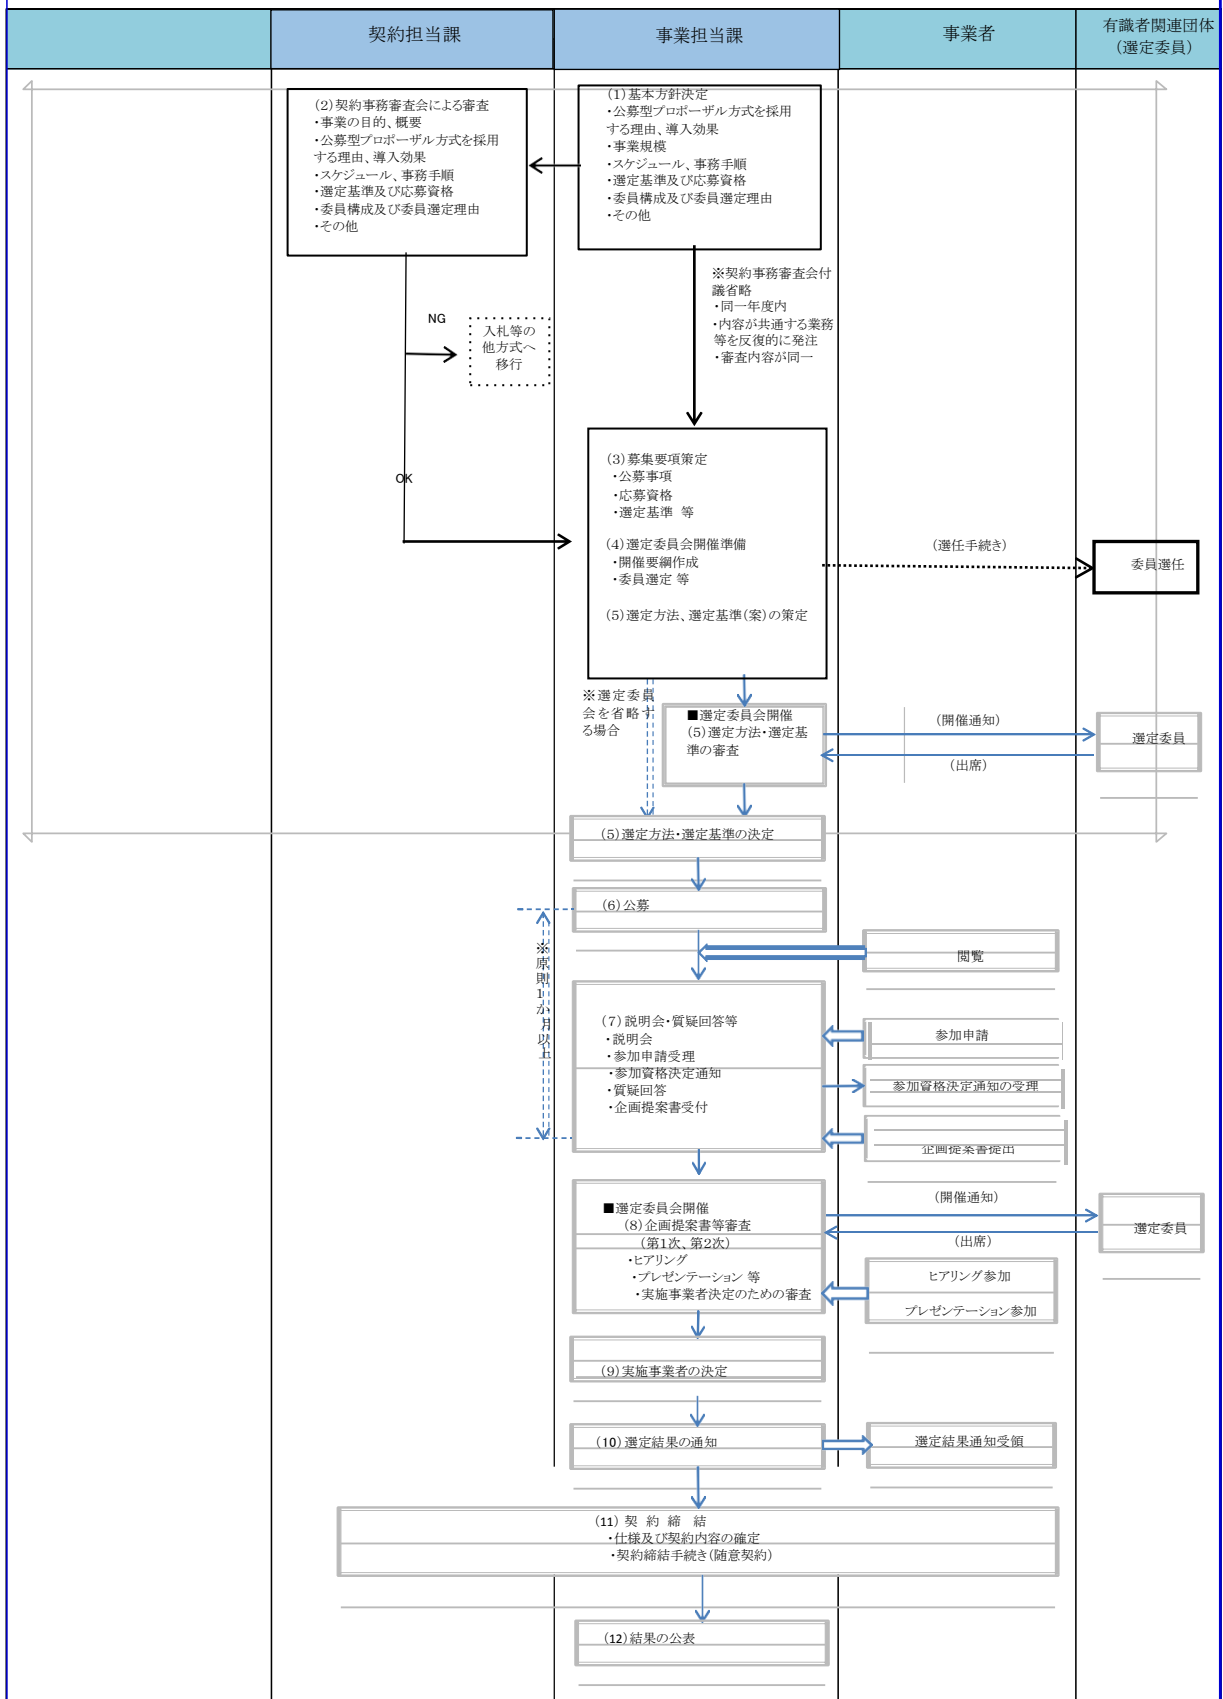 契約担当課
事業担当課
事業者
有識者関連団体
（選定委員）
(1)基本方針決定
・公募型プロポーザル方式を採用
する理由、導入効果
・事業規模
・スケジュール、事務手順
・選定基準及び応募資格
・委員構成及び委員選定理由
・その他
(2)契約事務審査会による審査
・事業の目的、概要
・公募型プロポーザル方式を採用
する理由、導入効果
・スケジュール、事務手順
・選定基準及び応募資格
・委員構成及び委員選定理由
・その他
※契約事務審査会付
議省略
・同一年度内
・内容が共通する業務
等を反復的に発注
・審査内容が同一
NG
入札等の
他方式へ
移行
OK
(3)募集要項策定
・公募事項
・応募資格
・選定基準 等
(4)選定委員会開催準備
・開催要綱作成
・委員選定 等
(5)選定方法、選定基準(案)の策定
(選任手続き)
委員選任
※選定委員
会を省略す
る場合
■選定委員会開催
(5)選定方法・選定基
準の審査
(開催通知)
(出席)
選定委員
(5)選定方法・選定基準の決定
(6)公募
※原則1か月以上
閲覧
(7)説明会・質疑回答等
・説明会
・参加申請受理
・参加資格決定通知
・質疑回答
・企画提案書受付
参加申請
参加資格決定通知の受理
企画提案書提出
■選定委員会開催
(8)企画提案書等審査
(第1次、第2次)
・ヒアリング
・プレゼンテーション 等
・実施事業者決定のための審査
(開催通知)
(出席)
選定委員
ヒアリング参加
プレゼンテーション参加
(9)実施事業者の決定
(10)選定結果の通知
選定結果通知受領
(11)契 約 締 結
・仕様及び契約内容の確定
・契約締結手続き(随意契約)
(12)結果の公表